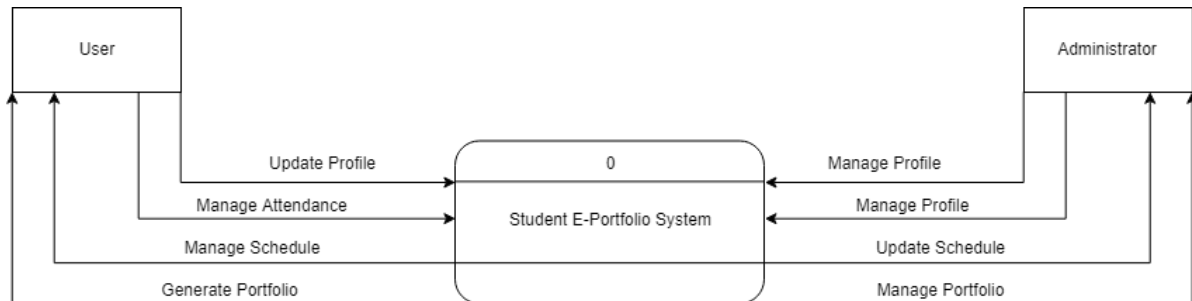 User
Administrator
0
Update Profile
Manage Profile
Manage Attendance
Manage Profile
Student E-Portfolio System
Manage Schedule
Update Schedule
Generate Portfolio
Manage Portfolio